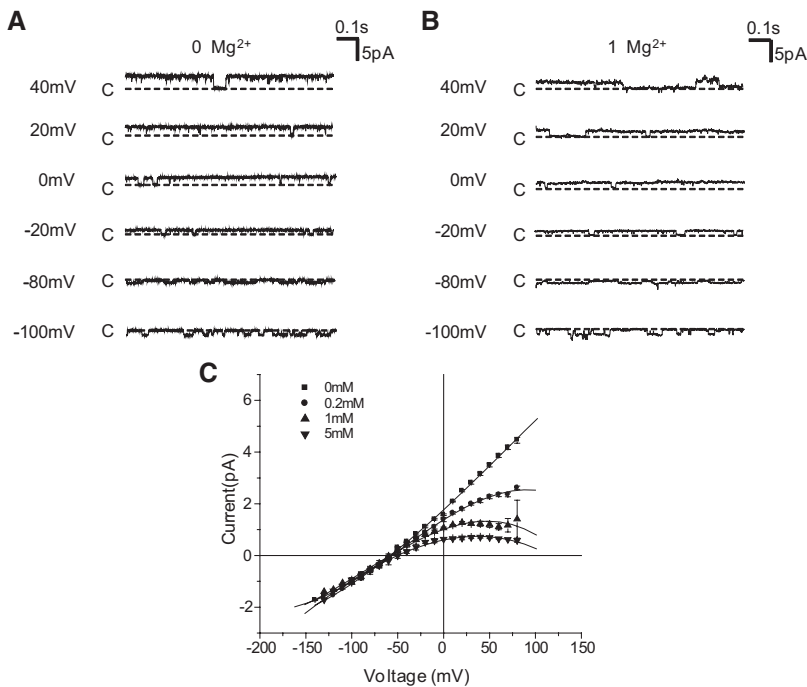 A
0 Mg2+
0.1s
5pA
40mV C
20mV C
0mV C
-20mV C
-80mV C
-100mV C
B
1 Mg2+
0.1s
5pA
40mV C
20mV C
0mV C
-20mV C
-80mV C
-100mV C
C
0mM
0.2mM
1mM
5mM
6
4
2
0
-2
Current(pA)
-200 -150 -100 -50 0 50 100 150
Voltage (mV)